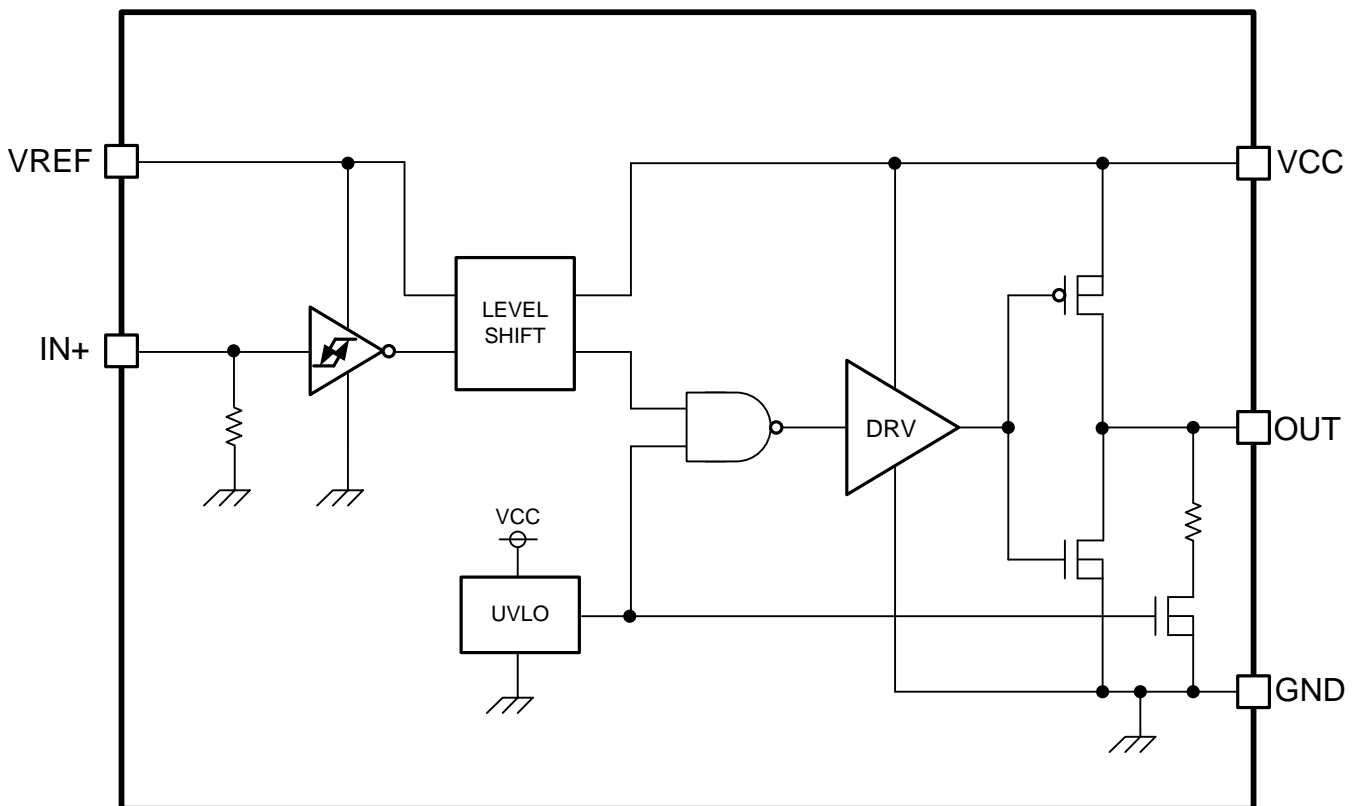 VREF
VCC
LEVEL
SHIFT
IN+
DRV
OUT
VCC
UVLO
GND